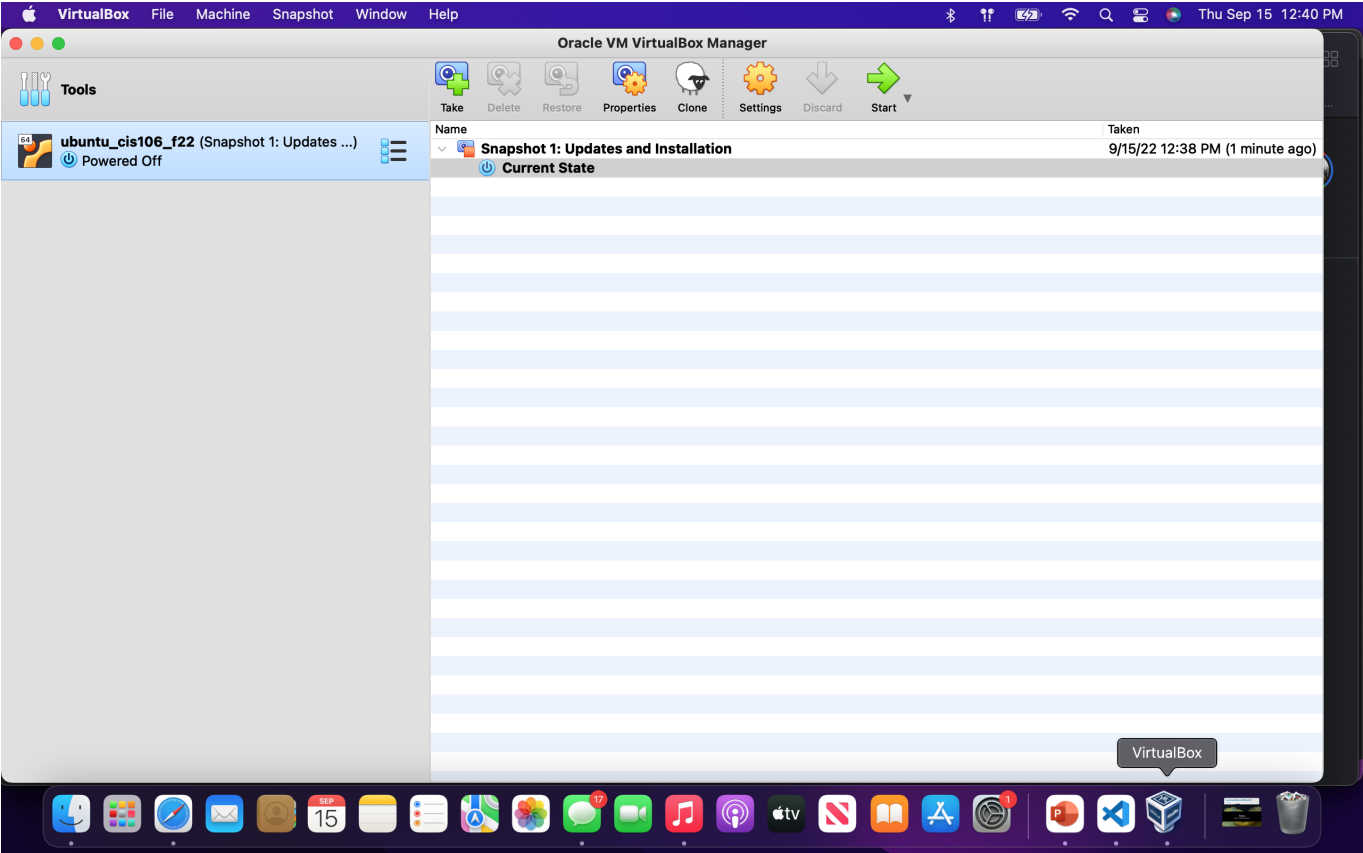 VirtualBox File Machine Snapshot Window Help Thu Sep 15 12:40 PM
Oracle VM VirtualBox Manager
Tools
Take Delete Restore Properties Clone Settings Discard Start
Name Taken
64
ubuntu_cis106_f22 (Snapshot 1: Updates ...)
Powered Off
Snapshot 1: Updates and Installation 9/15/22 12:38 PM (1 minute ago)
Current State
VirtualBox
SEP
15
17
tv
1
P